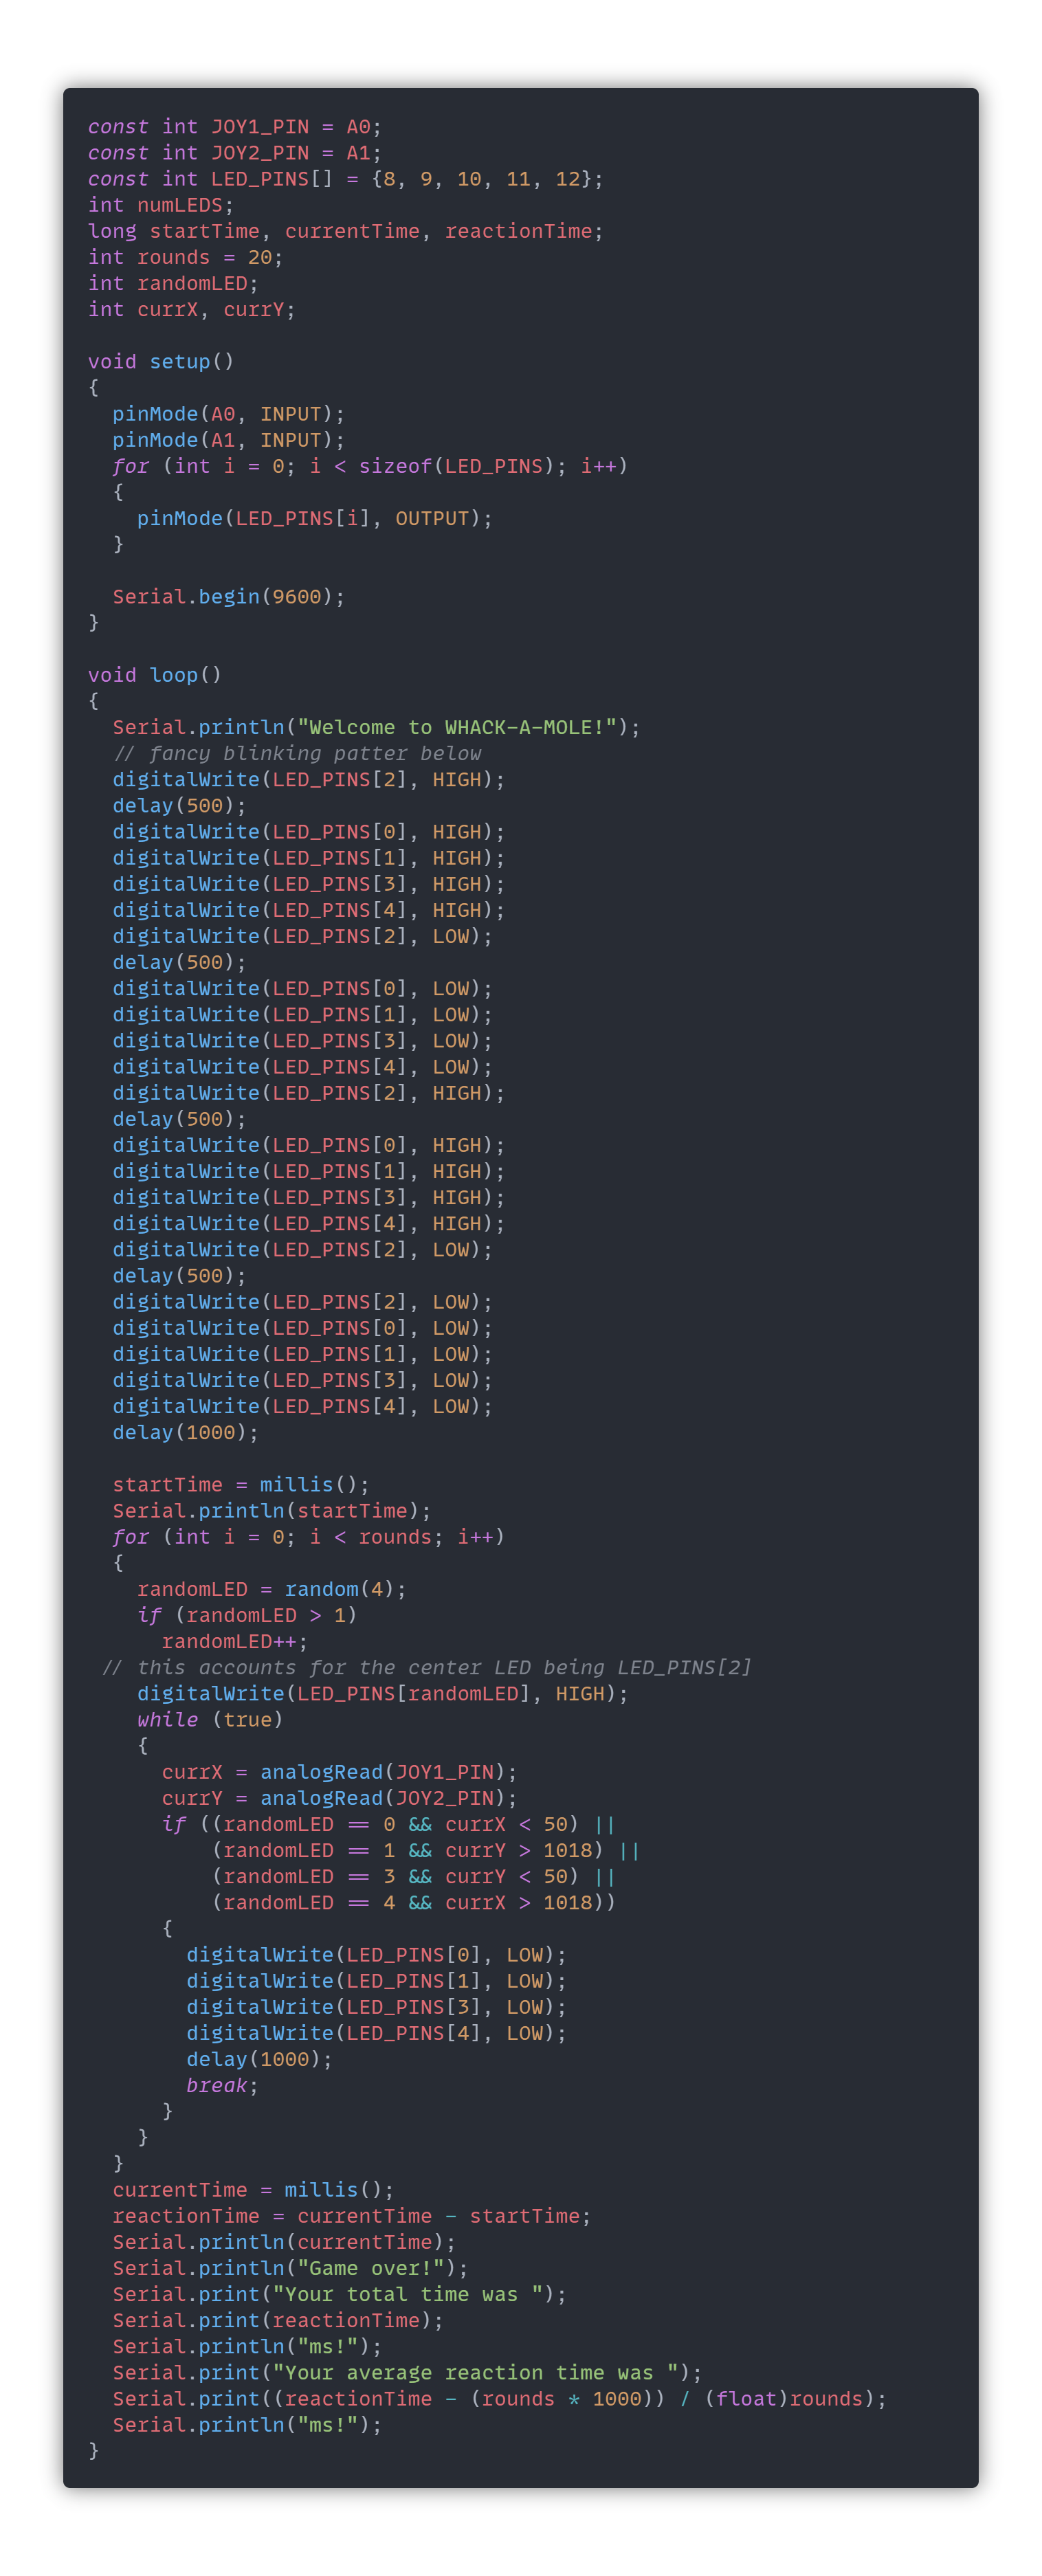 const int JOY1_PIN = A0;
const int JOY2_PIN = A1;
const int LED_PINS[] = {8, 9, 10, 11, 12};
int numLEDS;
long startTime, currentTime, reactionTime;
int rounds = 20;
int randomLED;
int currX, currY;

void setup()
{
  pinMode(A0, INPUT);
  pinMode(A1, INPUT);
  for (int i = 0; i < sizeof(LED_PINS); i++)
  {
    pinMode(LED_PINS[i], OUTPUT);
  }

  Serial.begin(9600);
}

void loop()
{
  Serial.println("Welcome to WHACK-A-MOLE!");
  // fancy blinking patter below
  digitalWrite(LED_PINS[2], HIGH);
  delay(500);
  digitalWrite(LED_PINS[0], HIGH);
  digitalWrite(LED_PINS[1], HIGH);
  digitalWrite(LED_PINS[3], HIGH);
  digitalWrite(LED_PINS[4], HIGH);
  digitalWrite(LED_PINS[2], LOW);
  delay(500);
  digitalWrite(LED_PINS[0], LOW);
  digitalWrite(LED_PINS[1], LOW);
  digitalWrite(LED_PINS[3], LOW);
  digitalWrite(LED_PINS[4], LOW);
  digitalWrite(LED_PINS[2], HIGH);
  delay(500);
  digitalWrite(LED_PINS[0], HIGH);
  digitalWrite(LED_PINS[1], HIGH);
  digitalWrite(LED_PINS[3], HIGH);
  digitalWrite(LED_PINS[4], HIGH);
  digitalWrite(LED_PINS[2], LOW);
  delay(500);
  digitalWrite(LED_PINS[2], LOW);
  digitalWrite(LED_PINS[0], LOW);
  digitalWrite(LED_PINS[1], LOW);
  digitalWrite(LED_PINS[3], LOW);
  digitalWrite(LED_PINS[4], LOW);
  delay(1000);

  startTime = millis();
  Serial.println(startTime);
  for (int i = 0; i < rounds; i++)
  {
    randomLED = random(4);
    if (randomLED > 1)
      randomLED++;
 // this accounts for the center LED being LED_PINS[2]
    digitalWrite(LED_PINS[randomLED], HIGH);
    while (true)
    {
      currX = analogRead(JOY1_PIN);
      currY = analogRead(JOY2_PIN);
      if ((randomLED == 0 && currX < 50) ||
          (randomLED == 1 && currY > 1018) ||
          (randomLED == 3 && currY < 50) ||
          (randomLED == 4 && currX > 1018))
      {
        digitalWrite(LED_PINS[0], LOW);
        digitalWrite(LED_PINS[1], LOW);
        digitalWrite(LED_PINS[3], LOW);
        digitalWrite(LED_PINS[4], LOW);
        delay(1000);
        break;
      }
    }
  }
  currentTime = millis();
  reactionTime = currentTime - startTime;
  Serial.println(currentTime);
  Serial.println("Game over!");
  Serial.print("Your total time was ");
  Serial.print(reactionTime);
  Serial.println("ms!");
  Serial.print("Your average reaction time was ");
  Serial.print((reactionTime - (rounds * 1000)) / (float)rounds);
  Serial.println("ms!");
}